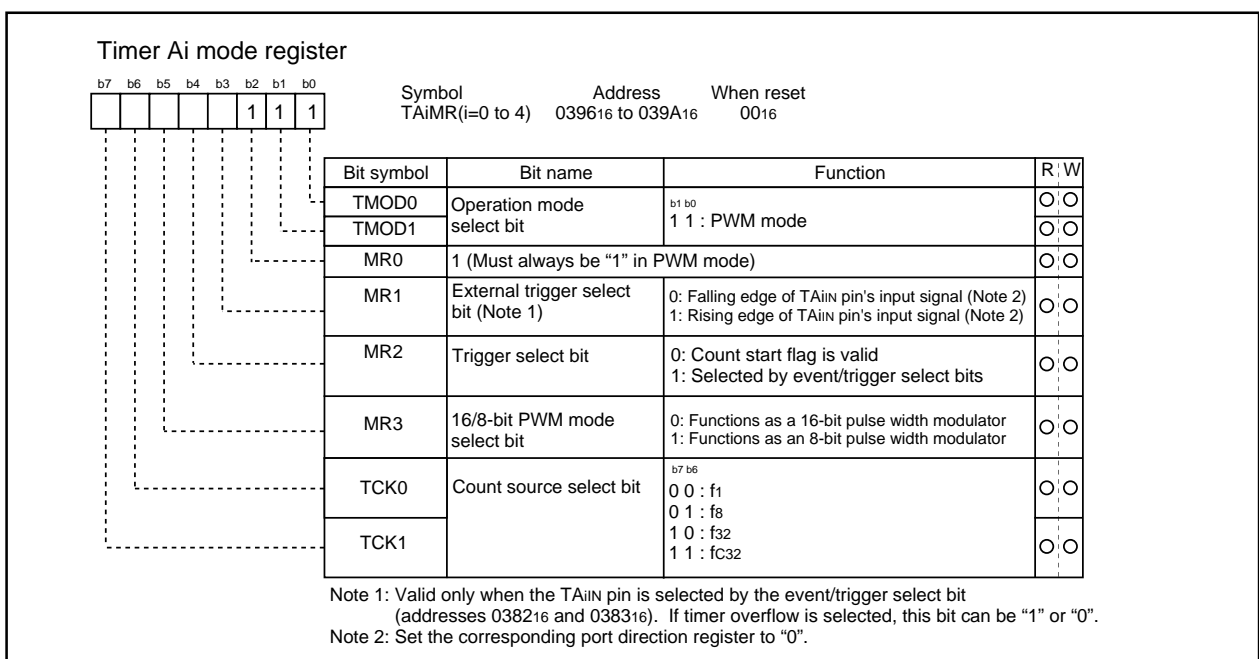 Timer Ai mode register
b7 b6 b5 b4 b3 b2 b1 b0
1 1 1
Symbol Address When reset
TAiMR(i=0 to 4) 039616 to 039A16 0016
Bit symbol Bit name Function R W
TMOD0 Operation mode select bit b1 b0
TMOD1 1 1 : PWM mode
MR0 1 (Must always be “1” in PWM mode)
MR1 External trigger select bit (Note 1) 0: Falling edge of TAiIN pin's input signal (Note 2)
1: Rising edge of TAiIN pin's input signal (Note 2)
MR2 Trigger select bit 0: Count start flag is valid
1: Selected by event/trigger select bits
MR3 16/8-bit PWM mode select bit 0: Functions as a 16-bit pulse width modulator
1: Functions as an 8-bit pulse width modulator
b7 b6
TCK0 Count source select bit 0 0 : f1
0 1 : f8
TCK1 1 0 : f32
1 1 : fC32
Note 1: Valid only when the TAiIN pin is selected by the event/trigger select bit
(addresses 038216 and 038316). If timer overflow is selected, this bit can be “1” or “0”.
Note 2: Set the corresponding port direction register to “0”.